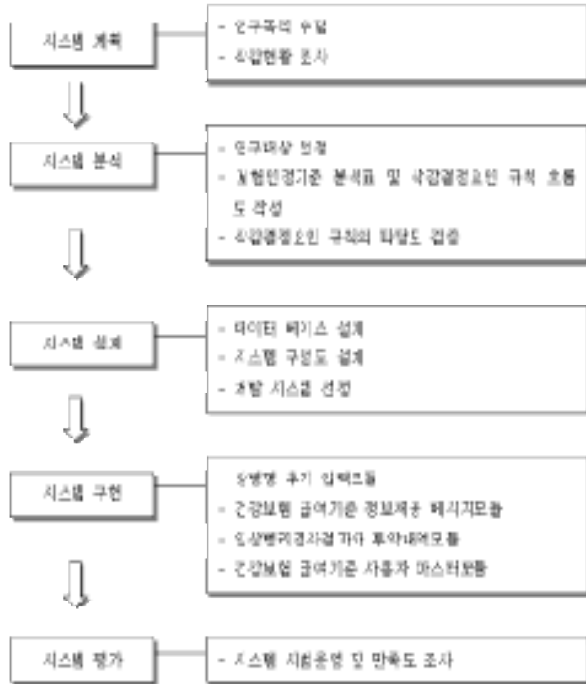 시스템 계획
- 연구목적 수립
- 삭감현황 조사
시스템 분석
- 연구대상 선정
- 보험인정기준 분석표 및 삭감결정요인 규칙 흐름
도 작성
- 삭감결정요인 규칙의 타당도 검증
시스템 설계
- 데이터 베이스 설계
- 시스템 구성도 설계
- 개발 시스템 선정
시스템 구현
상병명 추가 입력모듈
- 건강보험 급여기준 정보제공 메시지모듈
- 임상병리검사결과와 투약내역모듈
- 건강보험 급여기준 사용자 마스터모듈
시스템 평가
- 시스템 시험운영 및 만족도 조사